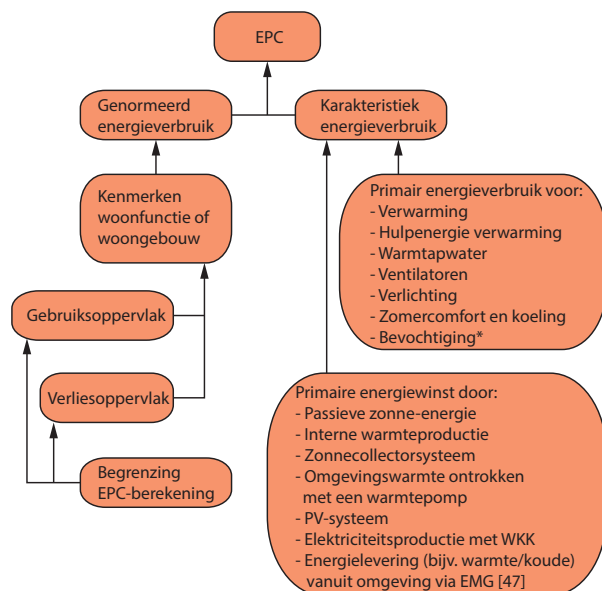 EPC
Genormeerd
energieverbruik
Karakteristiek
energieverbruik
Kenmerken
woonfunctie of
woongebouw
Primair energieverbruik voor:
- Verwarming
- Hulpenergie verwarming
- Warmtapwater
- Ventilatoren
- Verlichting
- Zomercomfort en koeling
- Bevochtiging*
Gebruiksoppervlak
Verliesoppervlak
Begrenzing
EPC-berekening
Primaire energiewinst door:
- Passieve zonne-energie
- Interne warmteproductie
- Zonnecollectorsysteem
- Omgevingswarmte ontrokken
met een warmtepomp
- PV-systeem
- Elektriciteitsproductie met WKK
- Energielevering (bijv. warmte/koude)
vanuit omgeving via EMG [47]